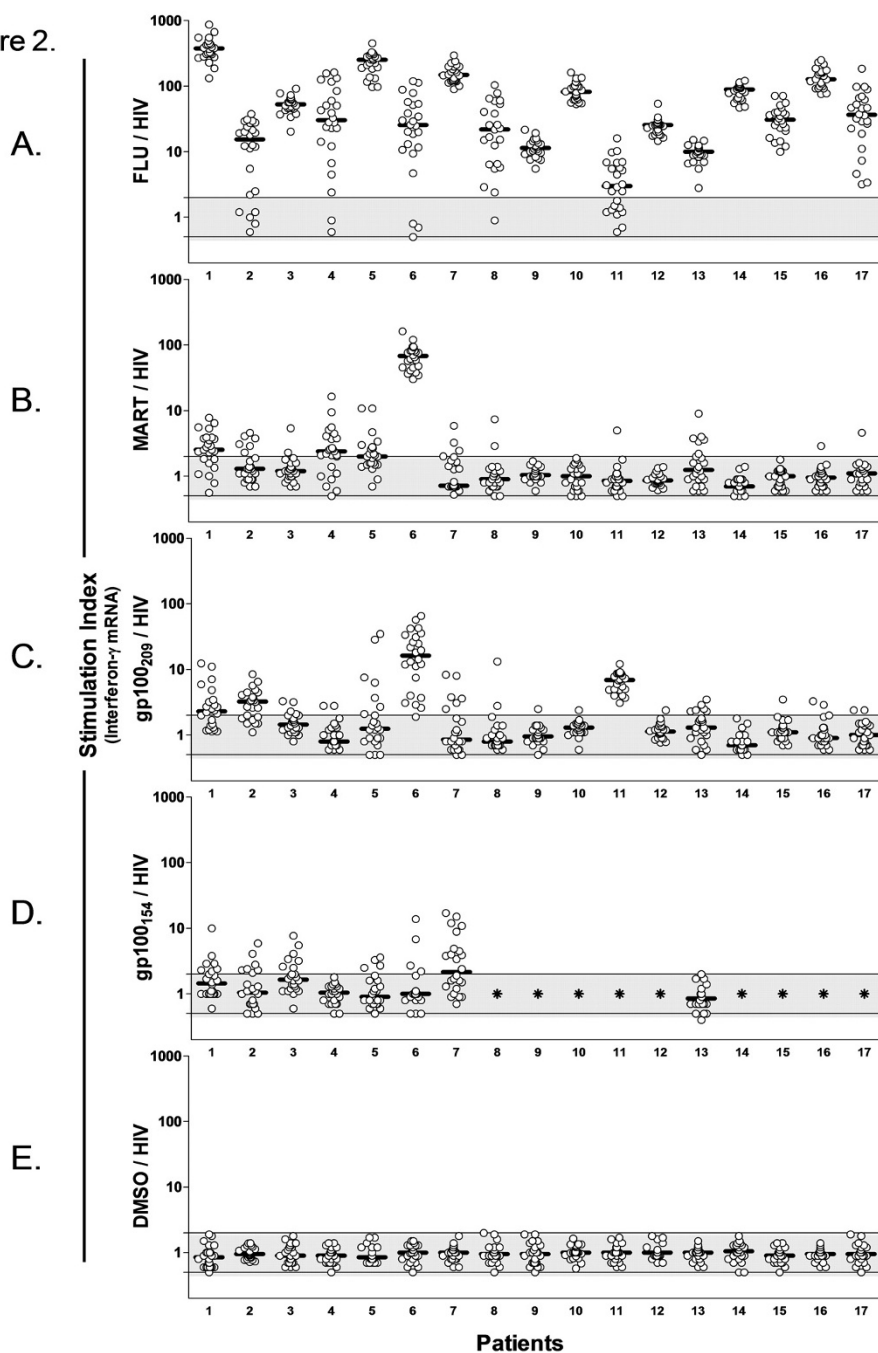 re 2.
A.
FLU / HIV
1000
100
10
1
1 2 3 4 5 6 7 8 9 10 11 12 13 14 15 16 17
B.
MART / HIV
1000
100
10
1
1 2 3 4 5 6 7 8 9 10 11 12 13 14 15 16 17
Stimulation Index
(Interferon-γ mRNA)
C.
gp100209 / HIV
1000
100
10
1
1 2 3 4 5 6 7 8 9 10 11 12 13 14 15 16 17
D.
gp100154 / HIV
1000
100
10
1
* * * * * * * *
1 2 3 4 5 6 7 8 9 10 11 12 13 14 15 16 17
E.
DMSO / HIV
1000
100
10
1
1 2 3 4 5 6 7 8 9 10 11 12 13 14 15 16 17
Patients